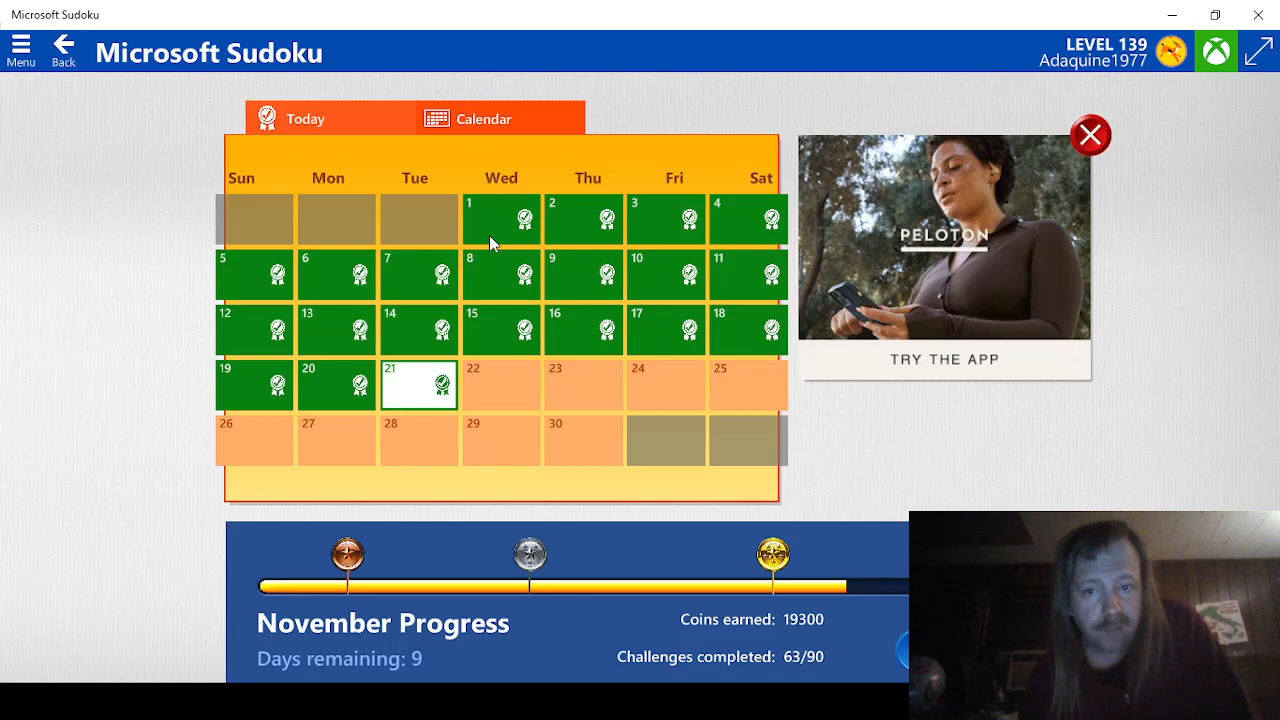 Microsoft Sudoku
Menu
Back
Microsoft Sudoku
LEVEL 139
Adaquine1977
Today
Calendar
Sun Mon Tue Wed Thu Fri Sat
1 2 3 4
5 6 7 8 9 10 11
12 13 14 15 16 17 18
19 20 21 22 23 24 25
26 27 28 29 30
PELOTON
TRY THE APP
November Progress
Days remaining: 9
Coins earned: 19300
Challenges completed: 63/90
PIZZA